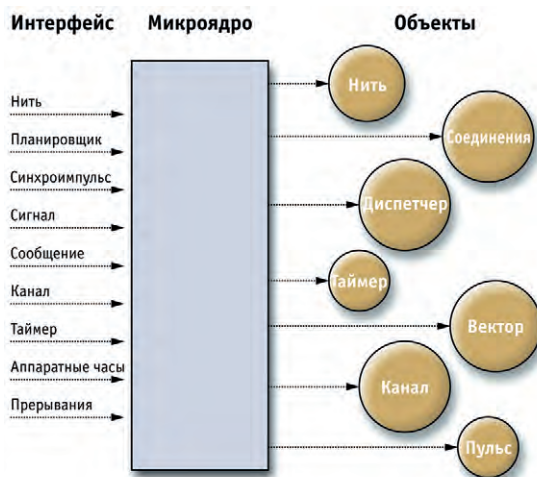 Интерфейс Микроядро Объекты
Нить
Планировщик
Синхроимпульс
Сигнал
Сообщение
Канал
Таймер
Аппаратные часы
Прерывания
Нить
Соединения
Диспетчер
Таймер
Вектор
Канал
Пульс